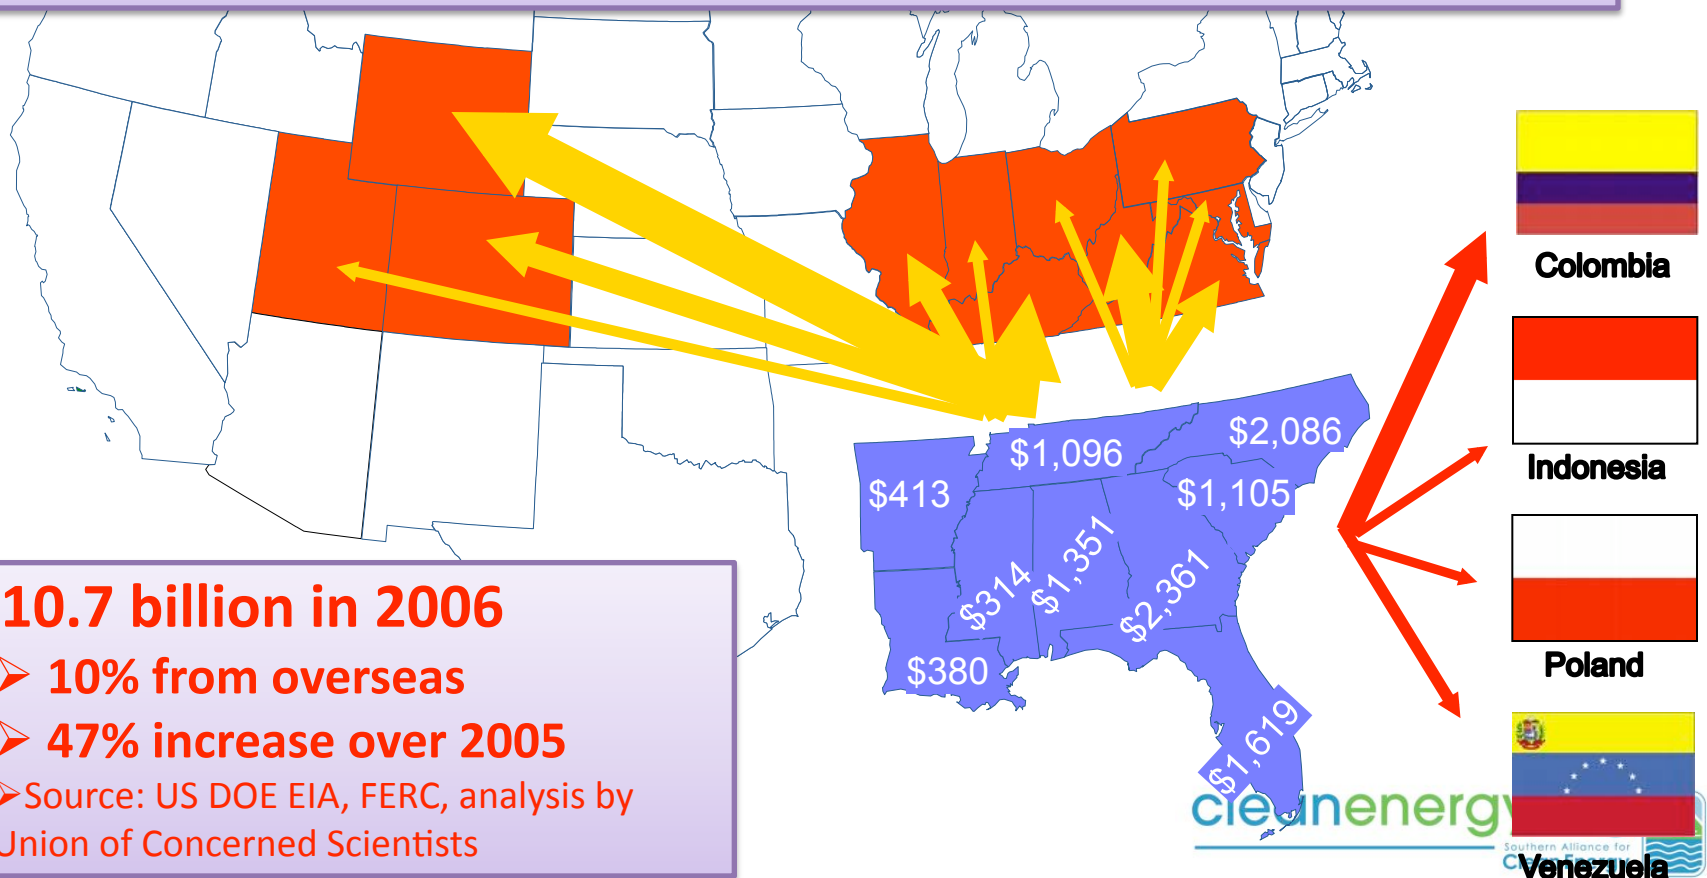 Colombia
$2,086
$1,096
Indonesia
$413
$1,105
$1,351
$314
$2,361
10.7 billion in 2006
➢ 10% from overseas
Poland
$380
➢ 47% increase over 2005
$1,619
➢Source: US DOE EIA, FERC, analysis by
Union of Concerned Scientists
cleanenergy
Southern Alliance for
Clean Energy
Venezuela